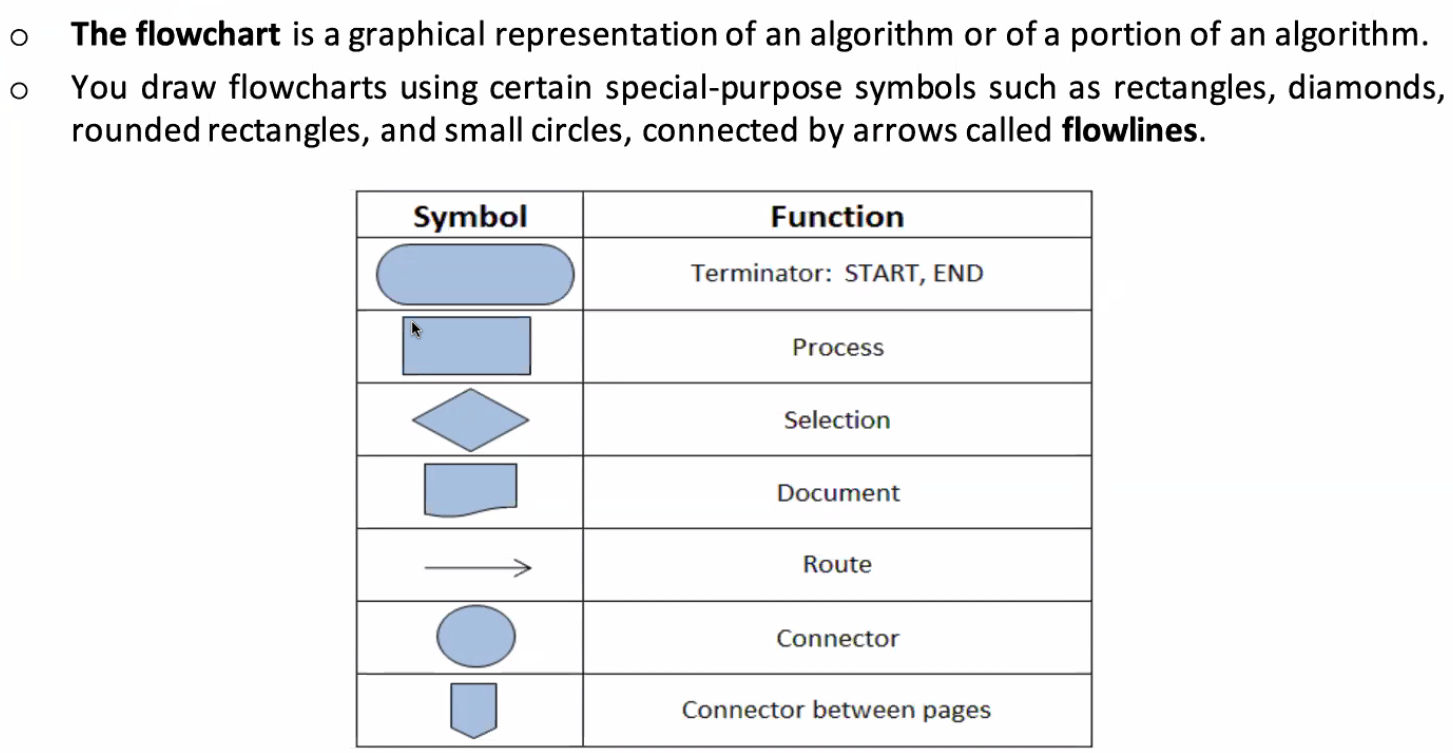 The flowchart is a graphical representation of an algorithm or of a portion of an algorithm.
You draw flowcharts using certain special-purpose symbols such as rectangles, diamonds,
rounded rectangles, and small circles, connected by arrows called flowlines.
Symbol Function
Terminator: START, END
Process
Selection
Document
Route
Connector
Connector between pages